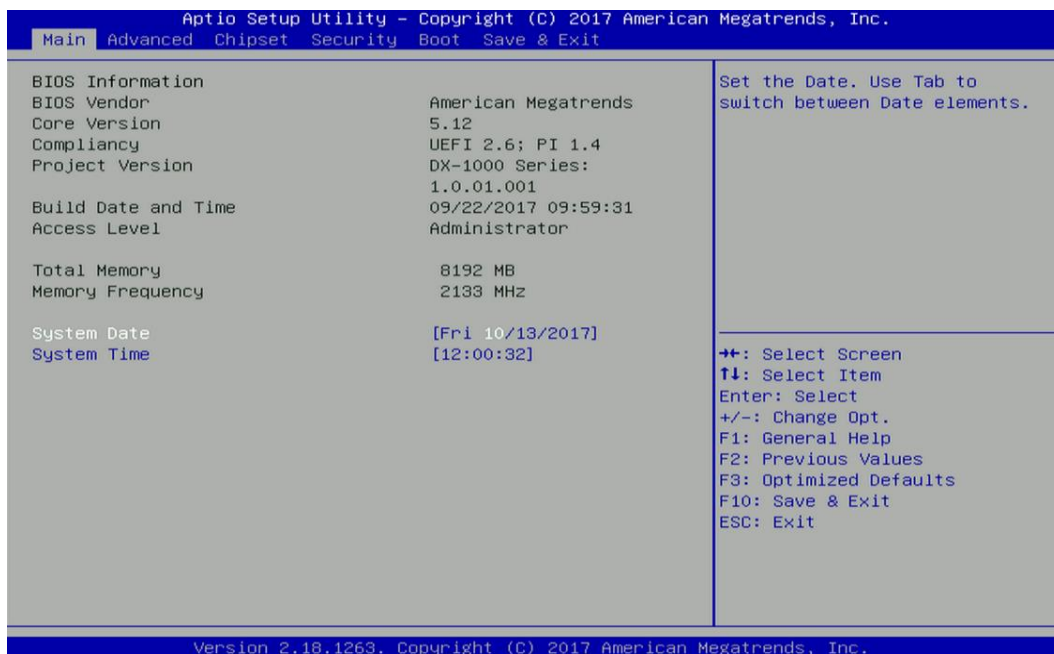 Aptio Setup Utility – Copyright (C) 2017 American Megatrends, Inc.
Main Advanced Chipset Security Boot Save & Exit
BIOS Information
BIOS Vendor American Megatrends
Core Version 5.12
Compliancy UEFI 2.6; PI 1.4
Project Version DX-1000 Series:
1.0.01.001
Build Date and Time 09/22/2017 09:59:31
Access Level Administrator
Total Memory 8192 MB
Memory Frequency 2133 MHz
System Date [Fri 10/13/2017]
System Time [12:00:32]
Set the Date. Use Tab to
switch between Date elements.
→←: Select Screen
↑↓: Select Item
Enter: Select
+/-: Change Opt.
F1: General Help
F2: Previous Values
F3: Optimized Defaults
F10: Save & Exit
ESC: Exit
Version 2.18.1263. Copyright (C) 2017 American Megatrends, Inc.